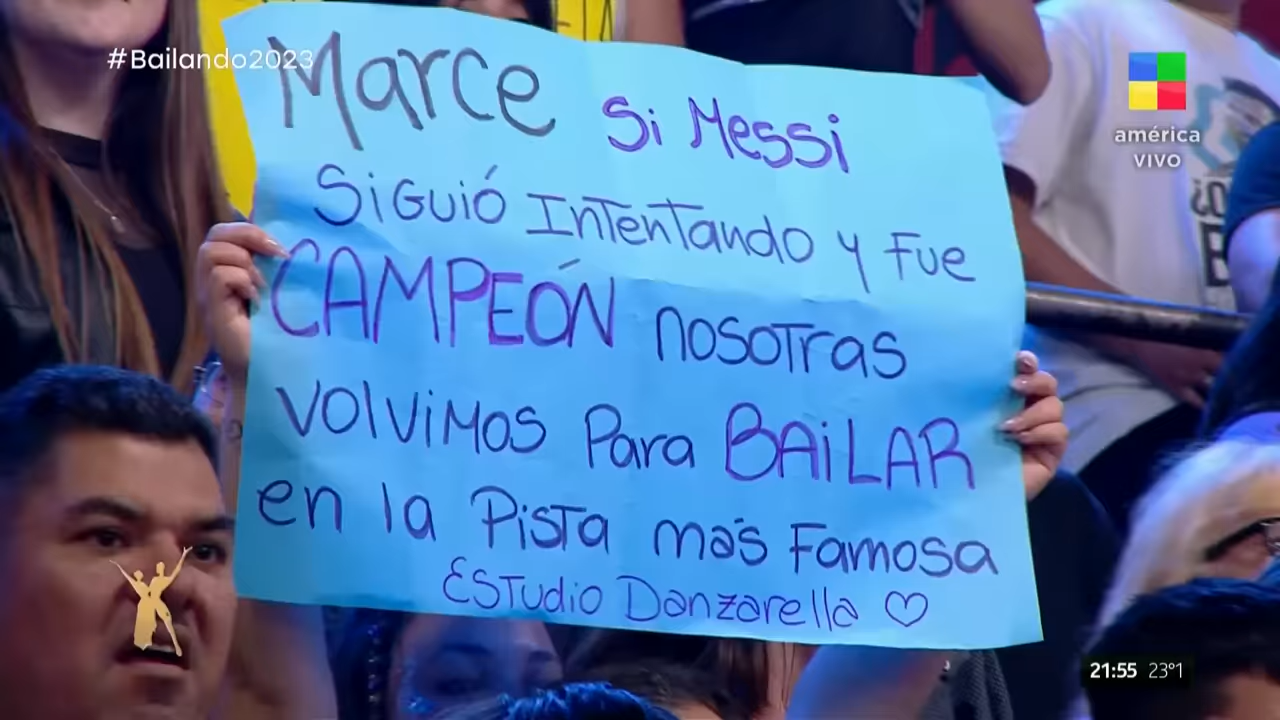 #Bailando2023
Marce si Messi
Siguió Intentando y fue
CAMPEÓN nosotras
volvimos Para BAiLAR
en la Pista más Famosa
Estudio Danzarella ♡
américa
VIVO
21:55 23°1